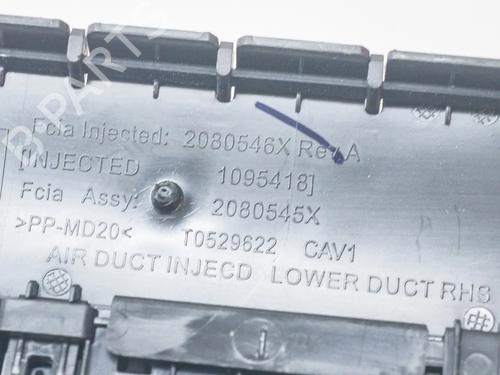 B-PARTS
Fcia Injected: 2080546X Rev.A
[INJECTED 1095418]
Fcia Assy: 2080545X
>PP-MD20< T0529622 CAV1
AIR DUCT INJECD LOWER DUCT RHS